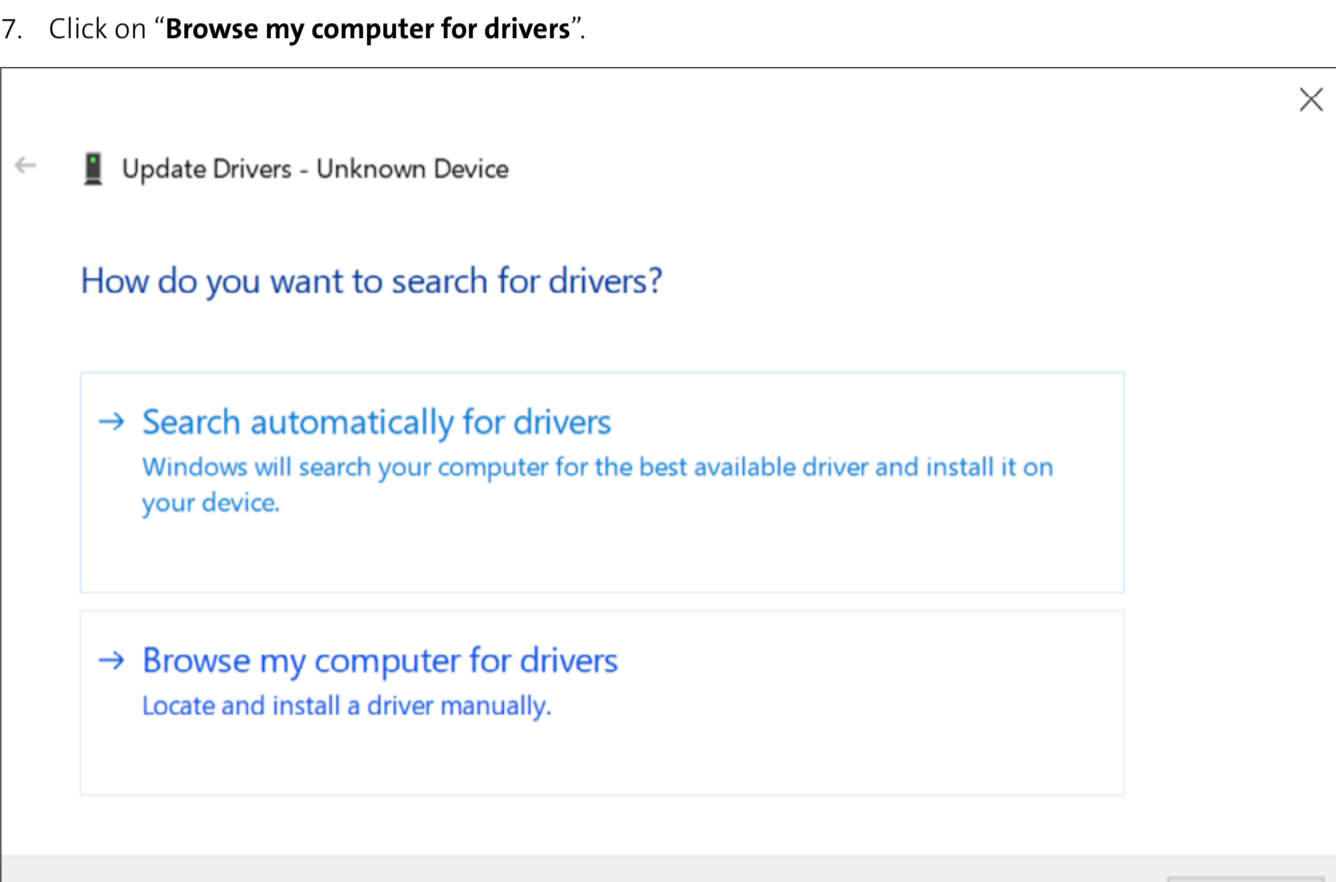 7. Click on “Browse my computer for drivers”.
Update Drivers - Unknown Device
How do you want to search for drivers?
→ Search automatically for drivers
Windows will search your computer for the best available driver and install it on
your device.
→ Browse my computer for drivers
Locate and install a driver manually.